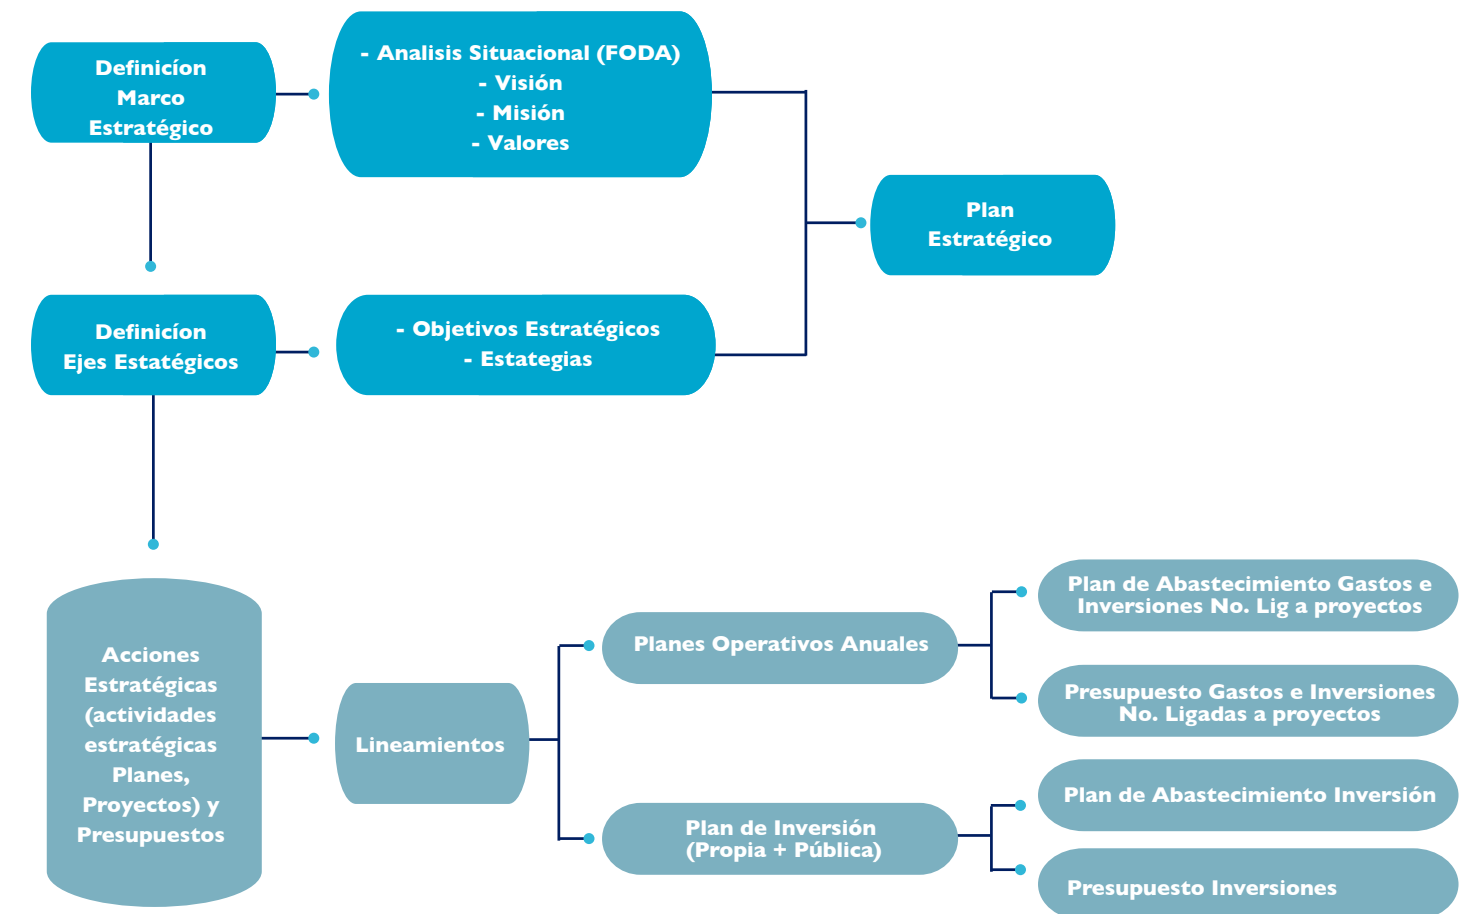 Definicíon
Marco
Estratégico
- Analisis Situacional (FODA)
- Visión
- Misión
- Valores
Plan
Estratégico
Definicíon
Ejes Estatégicos
- Objetivos Estratégicos
- Estategias
Acciones
Estratégicas
(actividades
estratégicas
Planes,
Proyectos) y
Presupuestos
Lineamientos
Planes Operativos Anuales
Plan de Abastecimiento Gastos e
Inversiones No. Lig a proyectos
Presupuesto Gastos e Inversiones
No. Ligadas a proyectos
Plan de Inversión
(Propia + Pública)
Plan de Abastecimiento Inversión
Presupuesto Inversiones